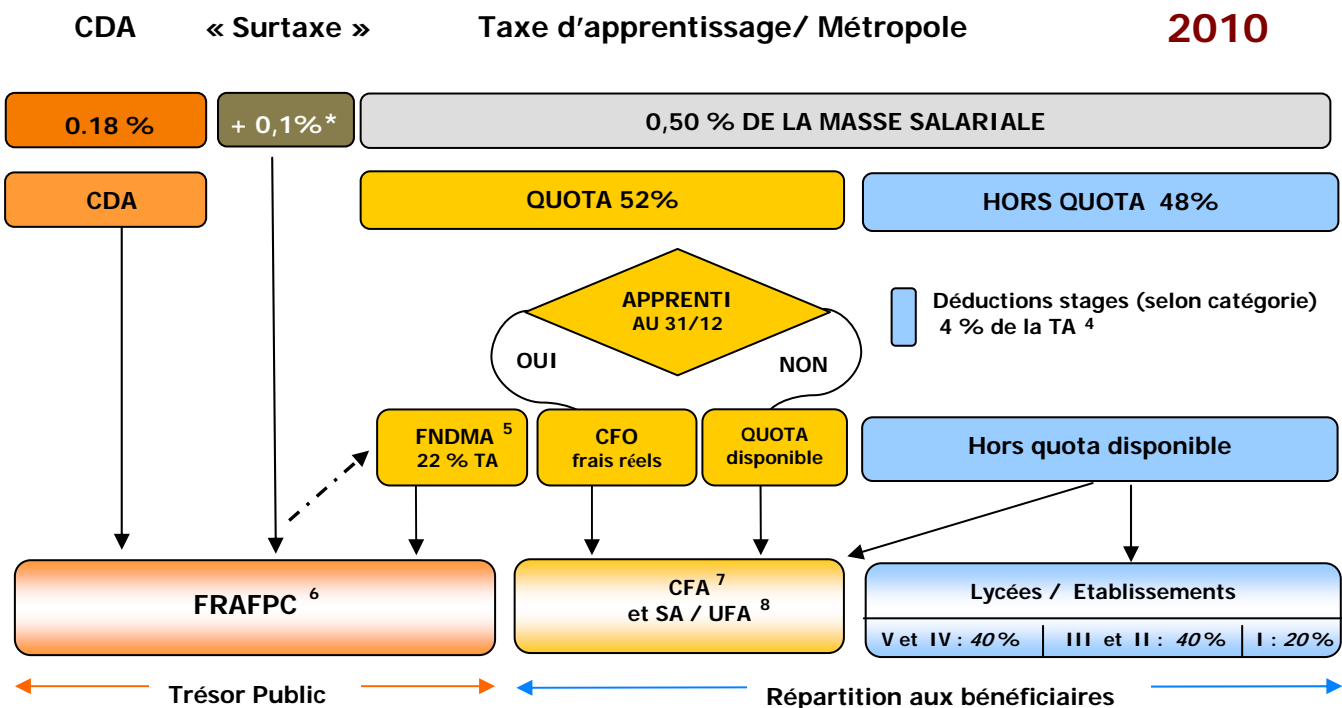 CDA « Surtaxe » Taxe d'apprentissage/ Métropole 2010
0.18 % + 0,1%* 0,50 % DE LA MASSE SALARIALE
CDA QUOTA 52% HORS QUOTA 48%
APPRENTI
AU 31/12
Déductions stages (selon catégorie)
4 % de la TA 4
OUI NON
FNDMA 5
22 % TA
CFO
frais réels
QUOTA
disponible
Hors quota disponible
FRAFPC 6
CFA 7
et SA / UFA 8
Lycées / Etablissements
V et IV : 40% III et II : 40% I : 20%
Trésor Public Répartition aux bénéficiaires